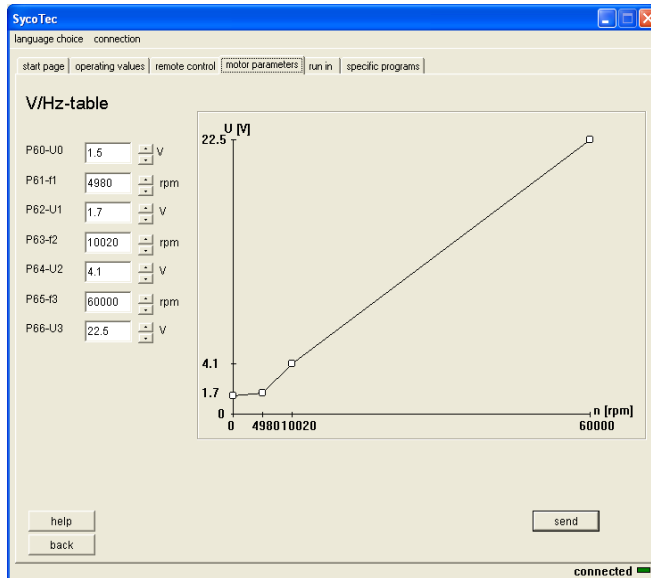 SycoTec
language choice connection
start page operating values remote control motor parameters run in specific programs
V/Hz-table
P60-U0 1.5 V
P61-f1 4980 rpm
P62-U1 1.7 V
P63-f2 10020 rpm
P64-U2 4.1 V
P65-f3 60000 rpm
P66-U3 22.5 V
U [V]
22.5
4.1
1.7
0
n [rpm]
0 4980 10020 60000
help
send
back
connected